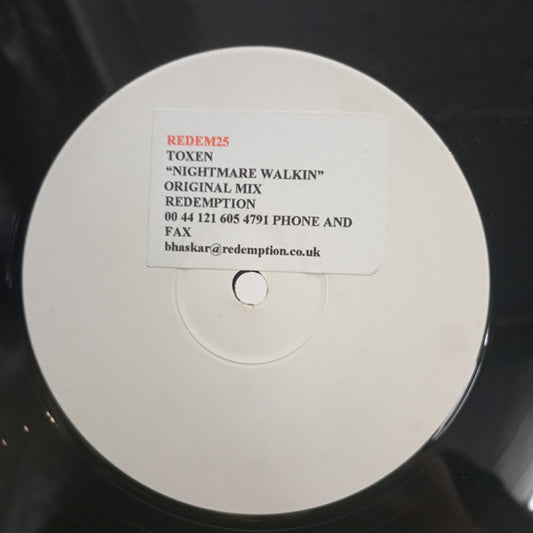 REDEM25
TOXEN
“NIGHTMARE WALKIN”
ORIGINAL MIX
REDEMPTION
00 44 121 605 4791 PHONE AND
FAX
bhaskar@redemption.co.uk